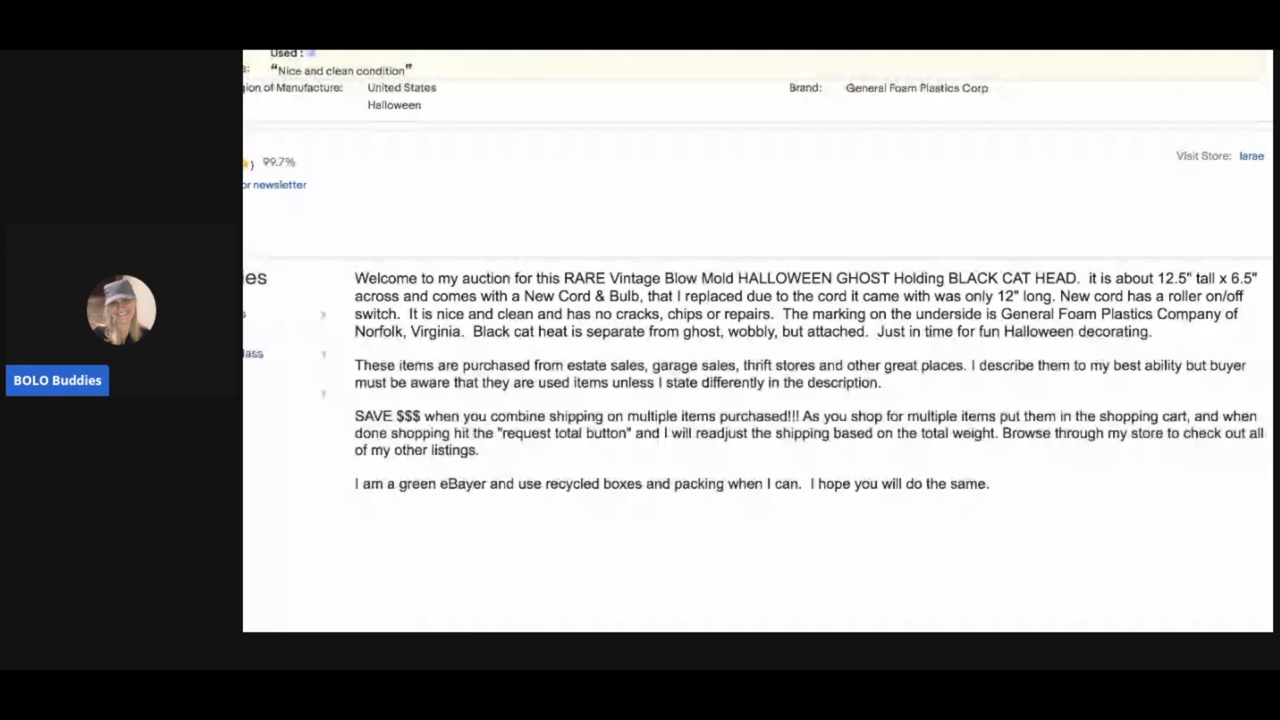 Used :
s:
“Nice and clean condition”
gion of Manufacture:
United States
Brand:
General Foam Plastics Corp
Halloween
) 99.7%
Visit Store: larae
or newsletter
es
Welcome to my auction for this RARE Vintage Blow Mold HALLOWEEN GHOST Holding BLACK CAT HEAD. it is about 12.5" tall x 6.5"
across and comes with a New Cord & Bulb, that I replaced due to the cord it came with was only 12" long. New cord has a roller on/off
s
switch. It is nice and clean and has no cracks, chips or repairs. The marking on the underside is General Foam Plastics Company of
Norfolk, Virginia. Black cat heat is separate from ghost, wobbly, but attached. Just in time for fun Halloween decorating.
lass
These items are purchased from estate sales, garage sales, thrift stores and other great places. I describe them to my best ability but buyer
must be aware that they are used items unless I state differently in the description.
BOLO Buddies
SAVE $$$ when you combine shipping on multiple items purchased!!! As you shop for multiple items put them in the shopping cart, and when
done shopping hit the "request total button" and I will readjust the shipping based on the total weight. Browse through my store to check out all
of my other listings.
I am a green eBayer and use recycled boxes and packing when I can. I hope you will do the same.